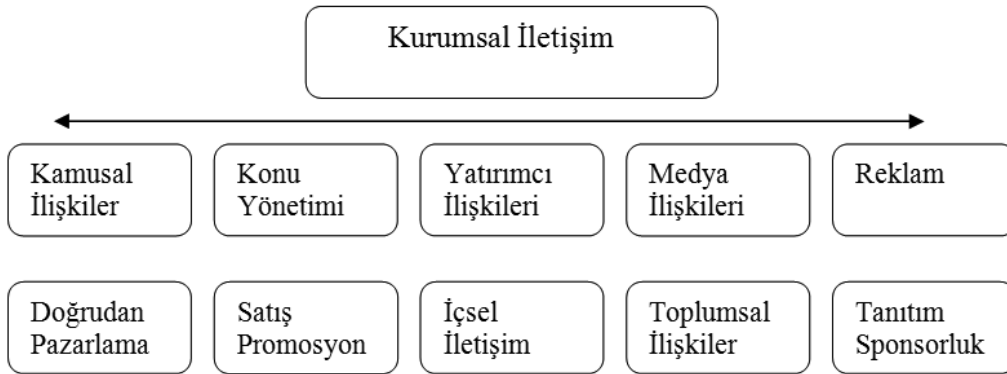 Kurumsal İletişim
Kamusal İlişkiler
Konu Yönetimi
Yatırımcı İlişkileri
Medya İlişkileri
Reklam
Doğrudan Pazarlama
Satış Promosyon
İçsel İletişim
Toplumsal İlişkiler
Tanıtım Sponsorluk